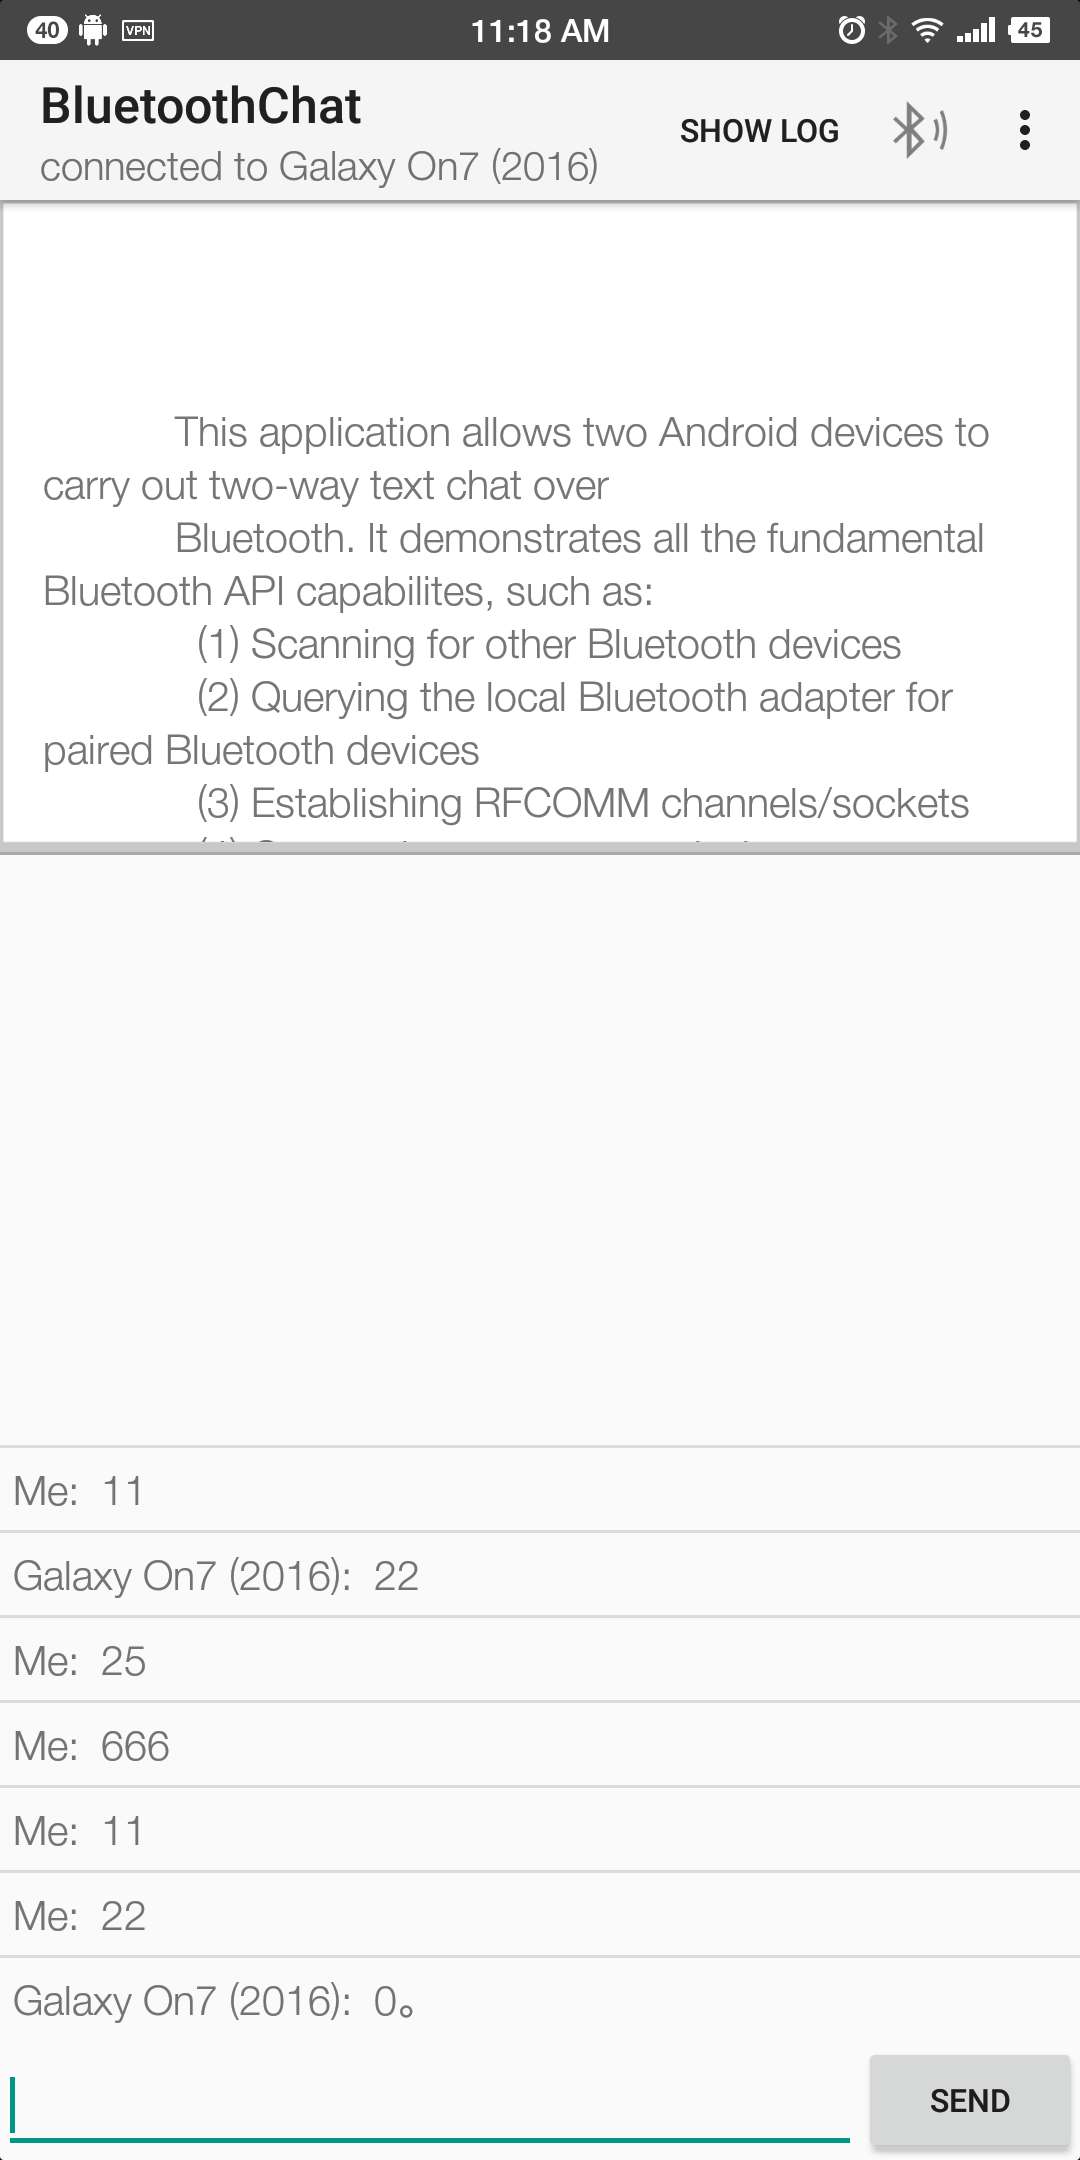 40 VPN 11:18 AM 45
BluetoothChat
connected to Galaxy On7 (2016)
SHOW LOG
This application allows two Android devices to
carry out two-way text chat over
Bluetooth. It demonstrates all the fundamental
Bluetooth API capabilites, such as:
(1) Scanning for other Bluetooth devices
(2) Querying the local Bluetooth adapter for
paired Bluetooth devices
(3) Establishing RFCOMM channels/sockets
Me: 11
Galaxy On7 (2016): 22
Me: 25
Me: 666
Me: 11
Me: 22
Galaxy On7 (2016): 0。
SEND